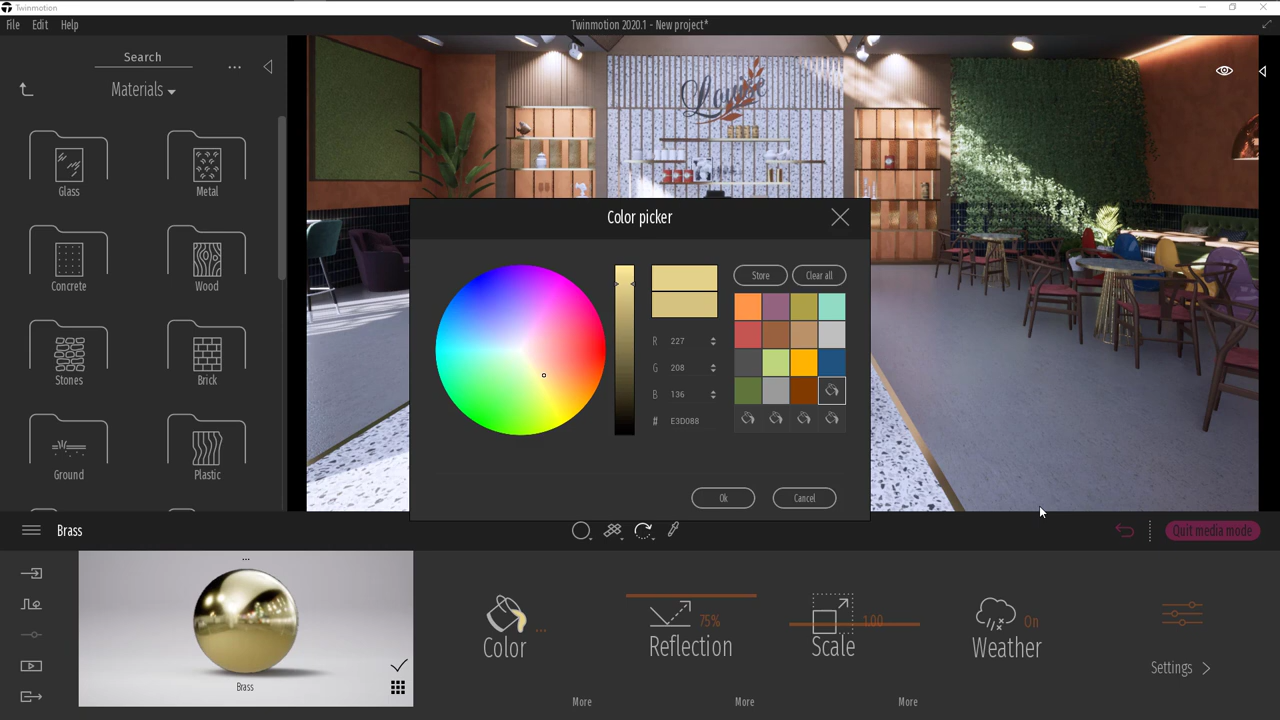 Twinmotion
File Edit Help
Twinmotion 2020.1 - New project*
Search
...
Materials
Glass
Metal
Concrete
Wood
Stones
Brick
Ground
Plastic
Louise
Color picker
Store
Clear all
R 227
G 208
B 136
# E3D088
Ok
Cancel
Brass
Quit media mode
...
Brass
Color ...
More
Reflection 75%
More
Scale 1.00
More
Weather On
Settings